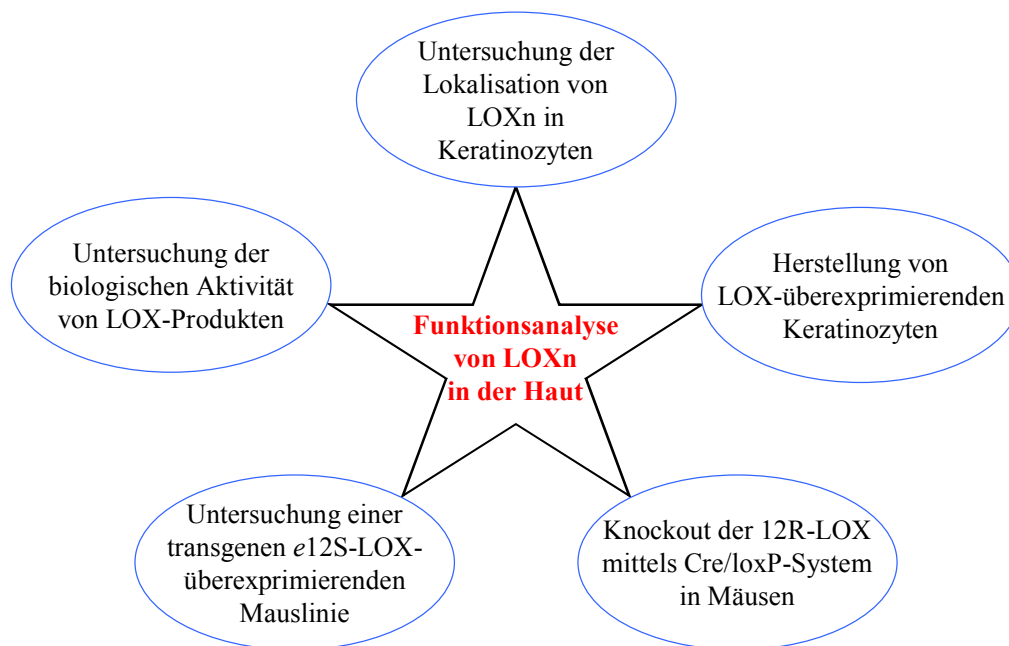 Untersuchung der
Lokalisation von
LOXn in
Keratinozyten
Untersuchung der
biologischen Aktivität
von LOX-Produkten
Herstellung von
LOX-überexprimierenden
Keratinozyten
Funktionsanalyse
von LOXn
in der Haut
Untersuchung einer
transgenen e12S-LOX-
überexprimierenden
Mauslinie
Knockout der 12R-LOX
mittels Cre/loxP-System
in Mäusen